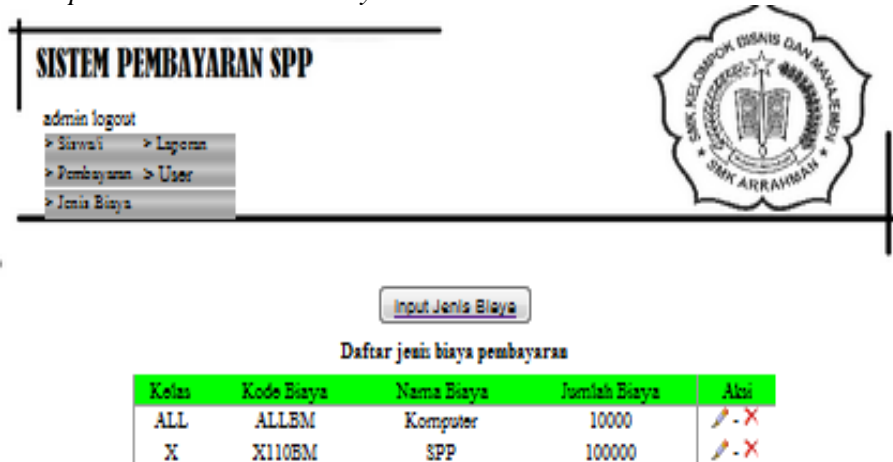 SISTEM PEMBAYARAN SPP
SMK KELOMPOK BISNIS DAN MANAJEMEN
SMK ARRAHMAN
admin logout
> Siswa/i > Laporan
> Pembayaran > User
> Jenis Biaya
Input Jenis Biaya
Daftar jenis biaya pembayaran
Kelas Kode Biaya Nama Biaya Jumlah Biaya Aksi
ALL ALLBM Komputer 10000 -
X X110BM SPP 100000 -